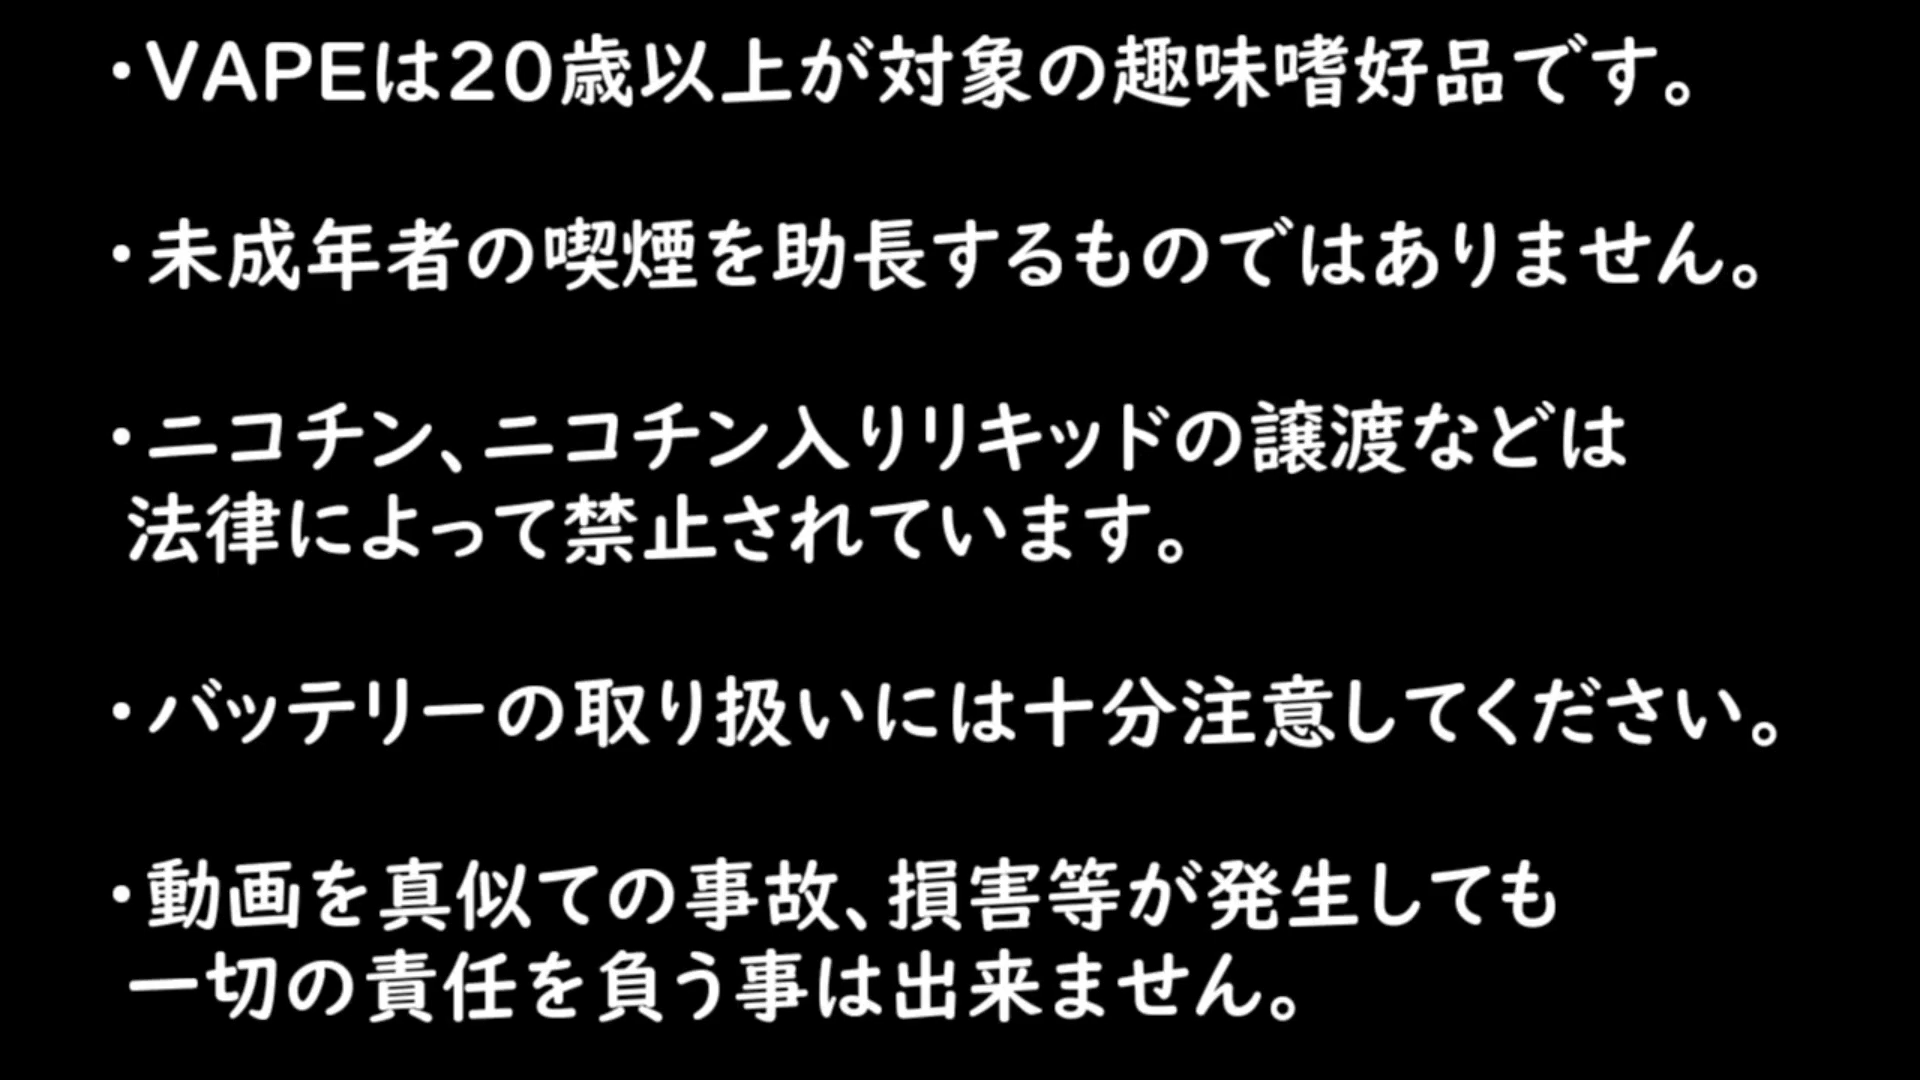 ・VAPEは20歳以上が対象の趣味嗜好品です。
・未成年者の喫煙を助長するものではありません。
・ニコチン、ニコチン入りリキッドの譲渡などは
法律によって禁止されています。
・バッテリーの取り扱いには十分注意してください。
・動画を真似ての事故、損害等が発生しても
一切の責任を負う事は出来ません。